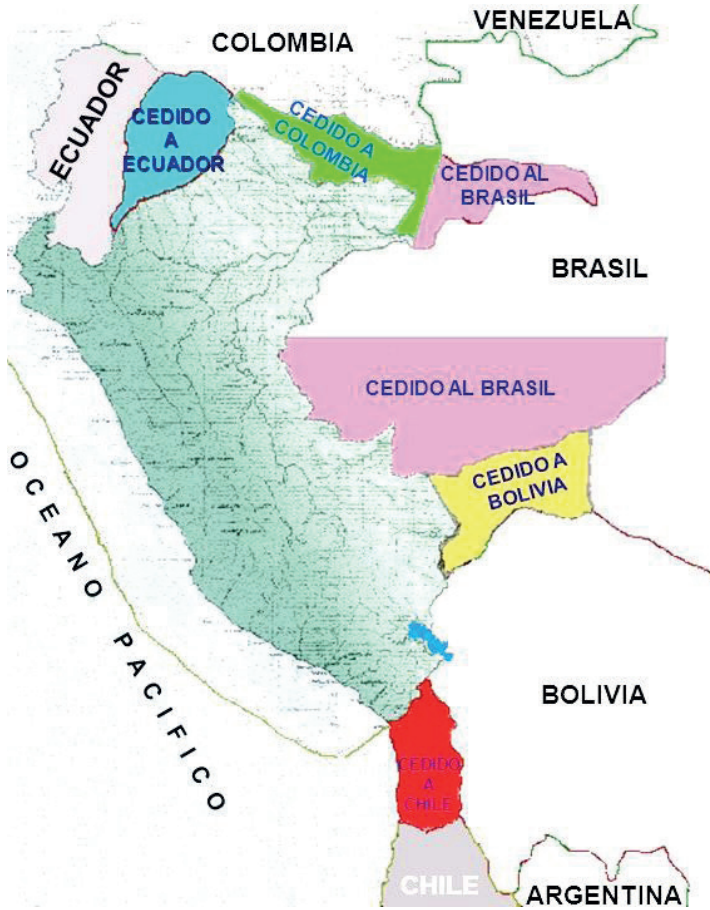 VENEZUELA
COLOMBIA
ECUADOR
CEDIDO
A
ECUADOR
CEDIDO A
COLOMBIA
CEDIDO AL
BRASIL
BRASIL
CEDIDO AL BRASIL
CEDIDO A
BOLIVIA
OCEANO PACIFICO
BOLIVIA
CEDIDO
A
CHILE
CHILE
ARGENTINA